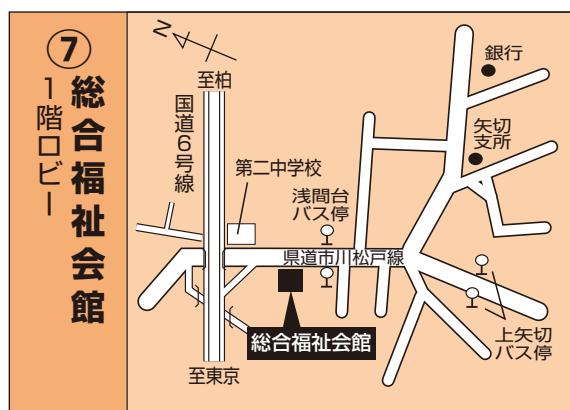 ⑦総合福祉会館
1階ロビー
N
至柏
国道6号線
第二中学校
浅間台
バス停
銀行
矢切
支所
県道市川松戸線
総合福祉会館
上矢切
バス停
至東京